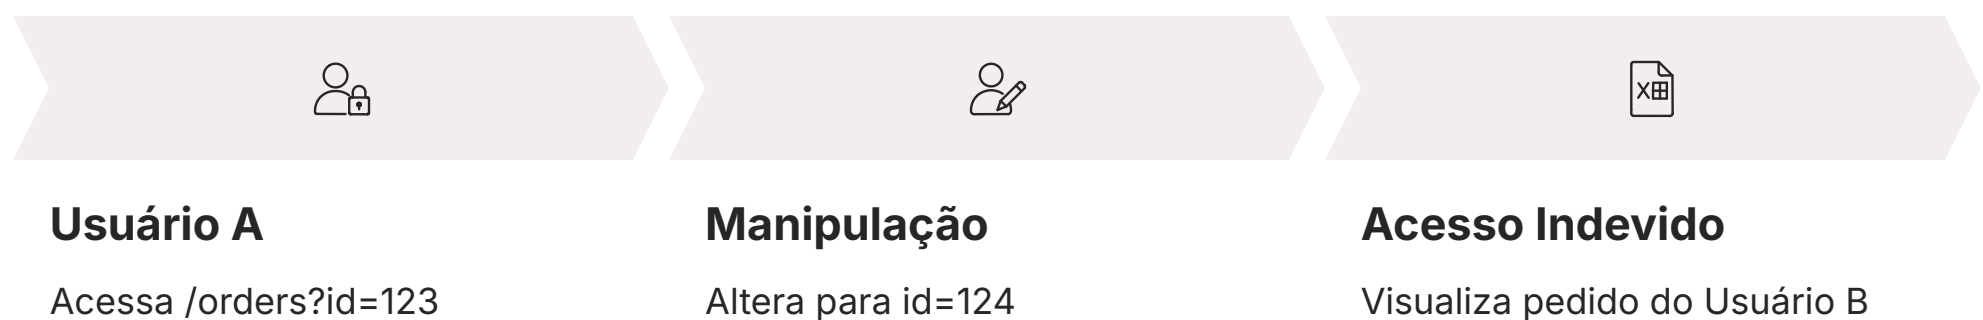 Usuário A
Acessa /orders?id=123
Manipulação
Altera para id=124
X
Acesso Indevido
Visualiza pedido do Usuário B